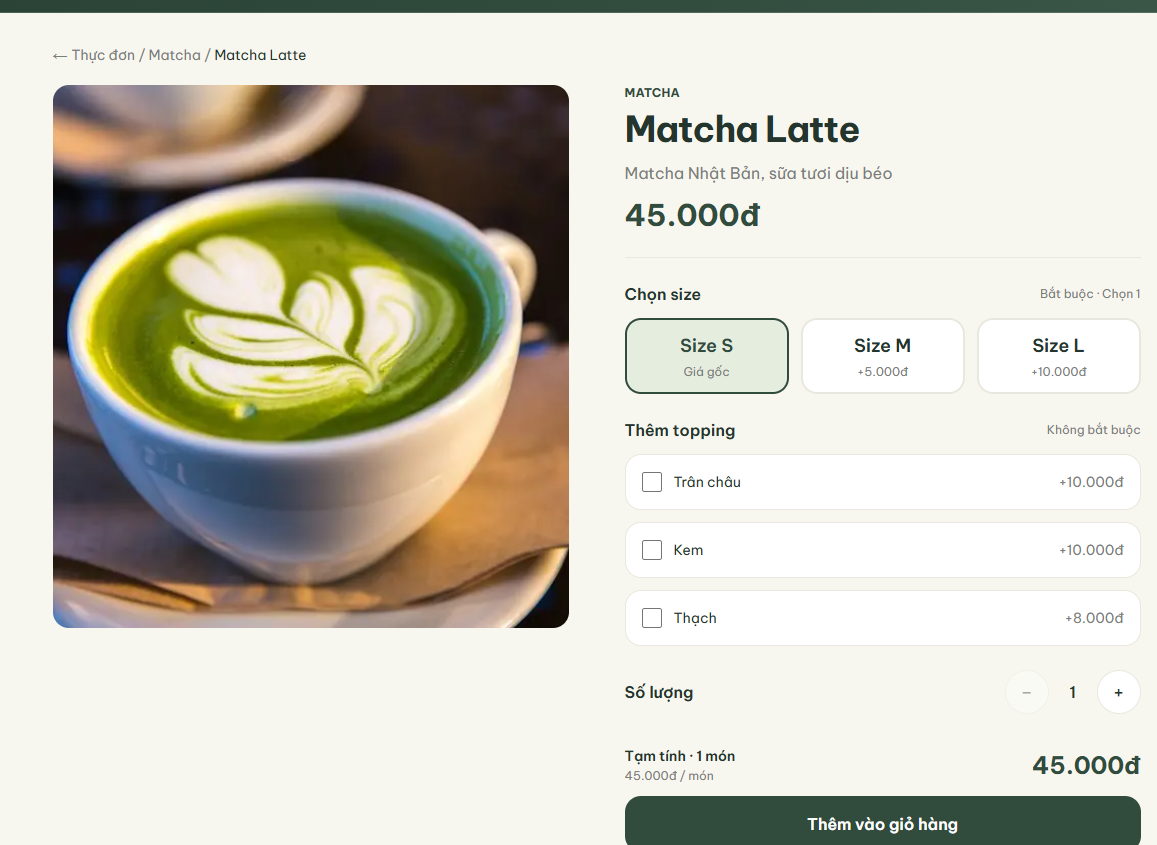 ← Thực đơn / Matcha / Matcha Latte
MATCHA
Matcha Latte
Matcha Nhật Bản, sữa tươi dịu béo
45.000đ
Chọn size
Bắt buộc · Chọn 1
Size S
Giá gốc
Size M
+5.000đ
Size L
+10.000đ
Thêm topping
Không bắt buộc
Trân châu
+10.000đ
Kem
+10.000đ
Thạch
+8.000đ
Số lượng
− 1 +
Tạm tính · 1 món
45.000đ / món
45.000đ
Thêm vào giỏ hàng